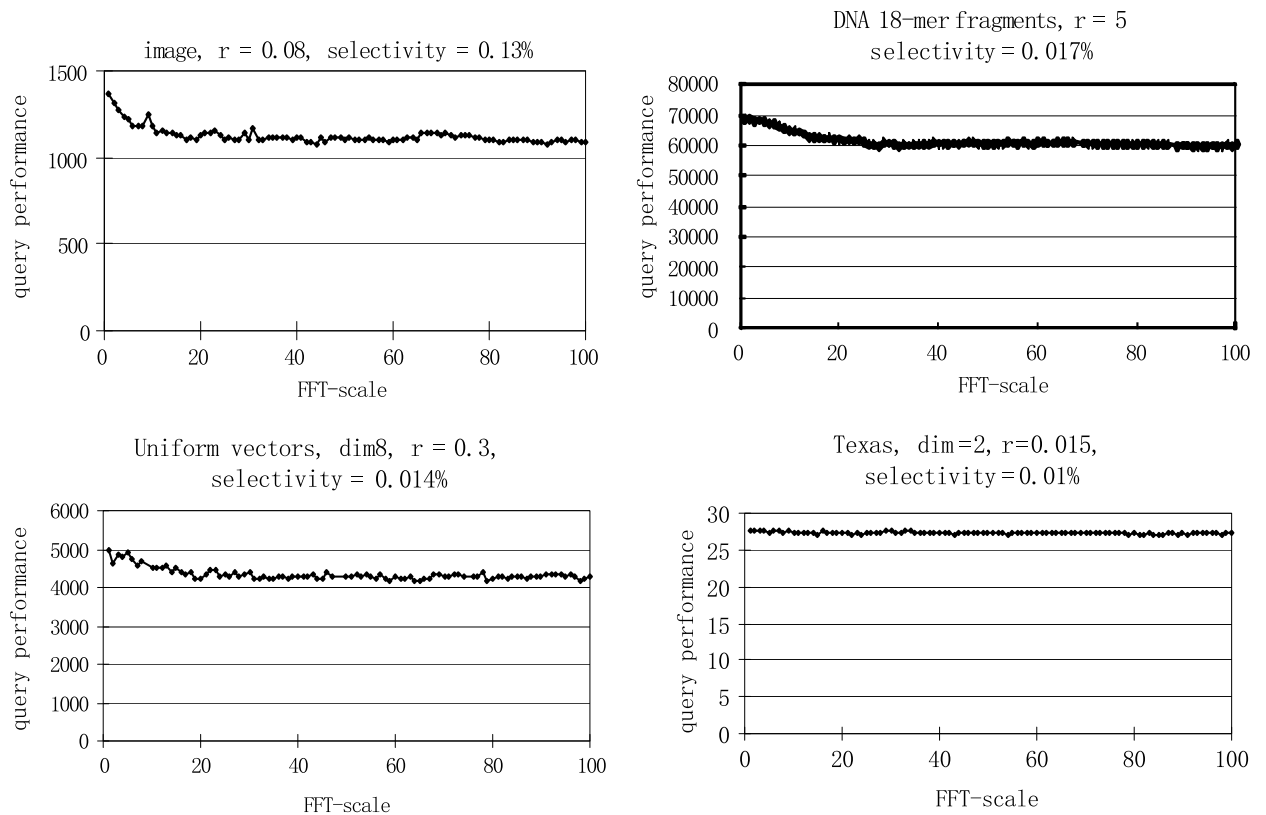 image, r = 0.08, selectivity = 0.13%
1500
1000
500
0
query performance
0 20 40 60 80 100
FFT-scale
DNA 18-mer fragments, r = 5
selectivity = 0.017%
80000
70000
60000
50000
40000
30000
20000
10000
0
query performance
0 20 40 60 80 100
FFT-scale
Uniform vectors, dim8, r = 0.3,
selectivity = 0.014%
6000
5000
4000
3000
2000
1000
0
query performance
0 20 40 60 80 100
FFT-scale
Texas, dim=2, r=0.015,
selectivity=0.01%
30
25
20
15
10
5
0
query performance
0 20 40 60 80 100
FFT-scale